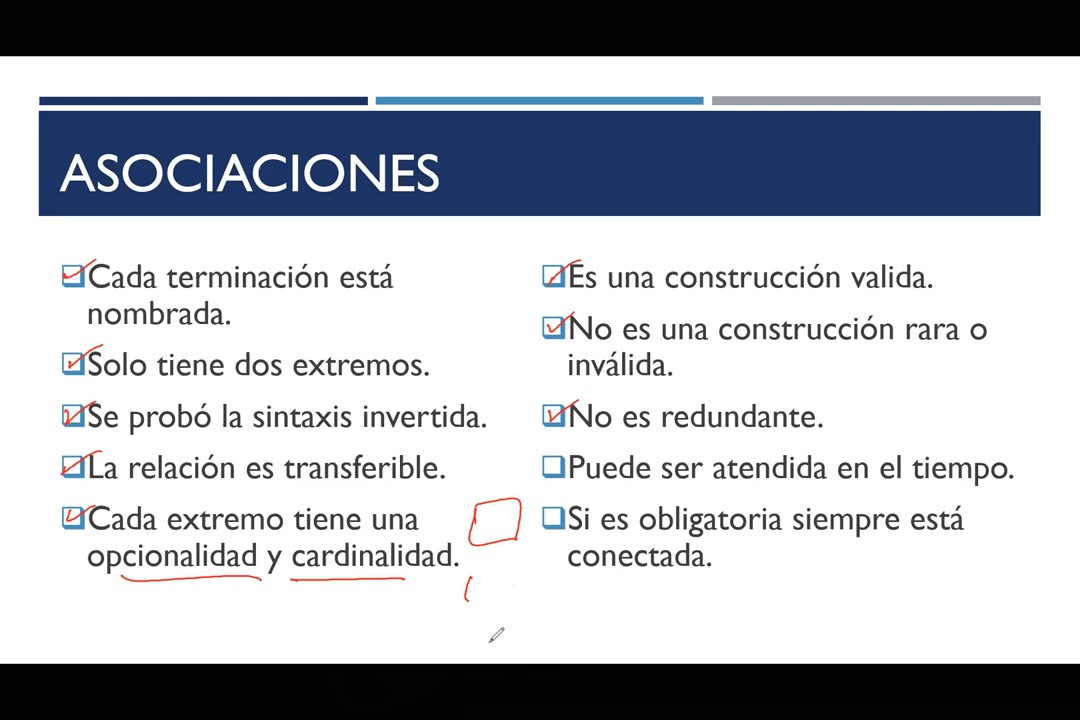 ASOCIACIONES
Cada terminación está
nombrada.
Solo tiene dos extremos.
Se probó la sintaxis invertida.
La relación es transferible.
Cada extremo tiene una
opcionalidad y cardinalidad.
Es una construcción valida.
No es una construcción rara o
inválida.
No es redundante.
Puede ser atendida en el tiempo.
Si es obligatoria siempre está
conectada.